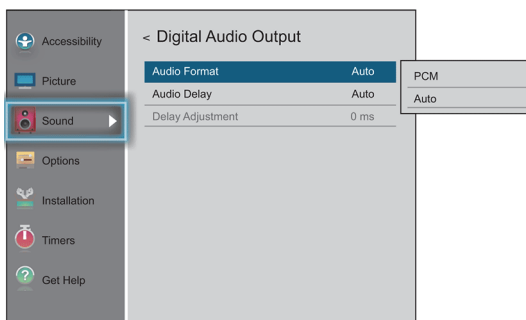 Accessibility
Picture
Sound
Options
Installation
Timers
Get Help
< Digital Audio Output
Audio Format Auto
Audio Delay Auto
Delay Adjustment 0 ms
PCM
Auto